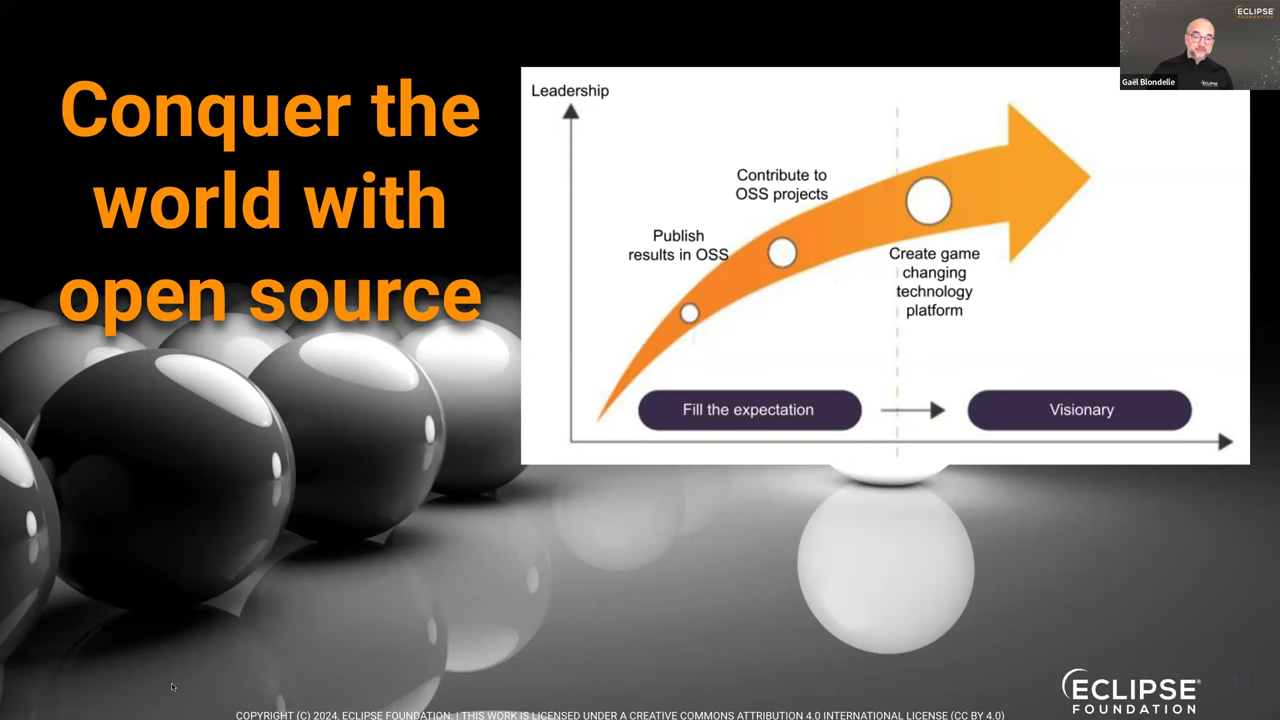 Conquer the
world with
open source
Leadership
Contribute to
OSS projects
Publish
results in OSS
Create game
changing
technology
platform
Fill the expectation
Visionary
ECLIPSE
FOUNDATION
Gaël Blondelle
ECLIPSE
FOUNDATION
COPYRIGHT (C) 2024, ECLIPSE FOUNDATION. | THIS WORK IS LICENSED UNDER A CREATIVE COMMONS ATTRIBUTION 4.0 INTERNATIONAL LICENSE (CC BY 4.0)